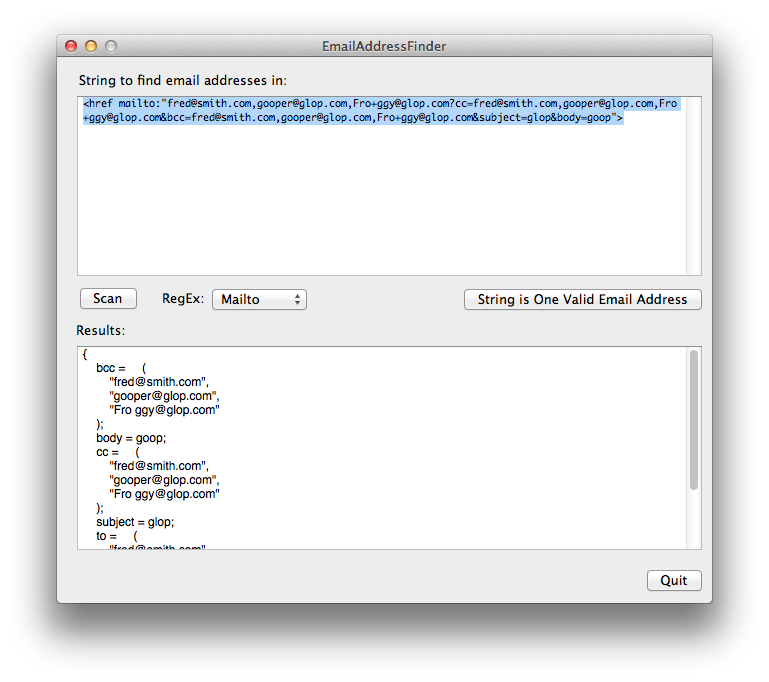 EmailAddressFinder
String to find email addresses in:
<href mailto:"fred@smith.com,gooper@glop.com,Fro+ggy@glop.com?cc=fred@smith.com,gooper@glop.com,Fro
+ggy@glop.com&bcc=fred@smith.com,gooper@glop.com,Fro+ggy@glop.com&subject=glop&body=goop">
Scan RegEx: Mailto String is One Valid Email Address
Results:
{
bcc = (
"fred@smith.com",
"gooper@glop.com",
"Fro ggy@glop.com"
);
body = goop;
cc = (
"fred@smith.com",
"gooper@glop.com",
"Fro ggy@glop.com"
);
subject = glop;
to = (
"fred@smith.com"
Quit